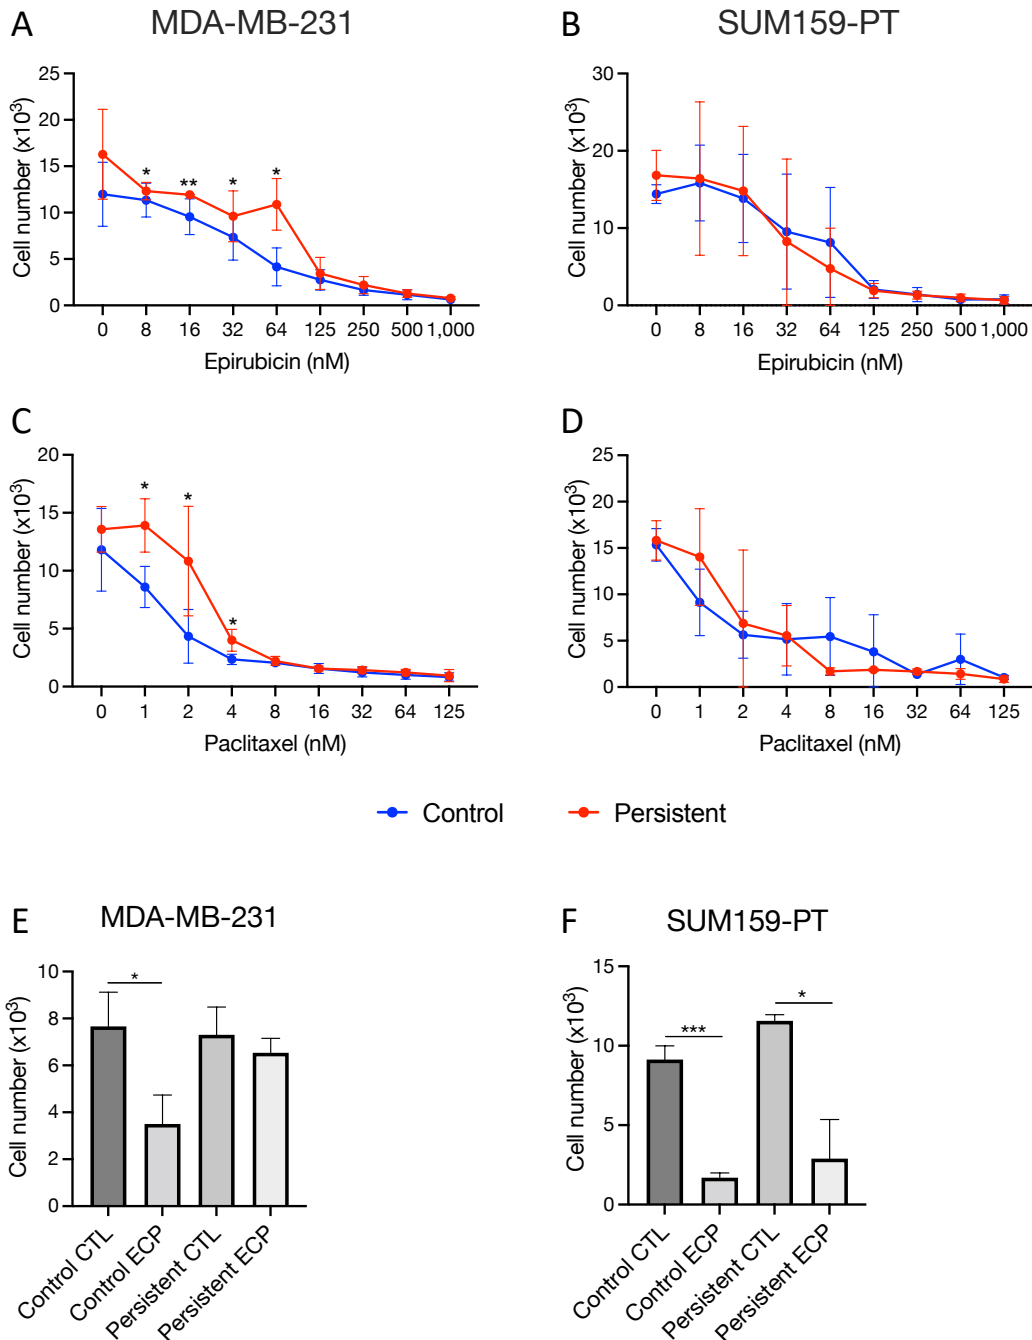 A MDA-MB-231
B SUM159-PT
25
20
15
10
5
0
Cell number (x10³)
* ** * *
0 8 16 32 64 125 250 500 1,000
Epirubicin (nM)
30
20
10
0
Cell number (x10³)
0 8 16 32 64 125 250 500 1,000
Epirubicin (nM)
C
20
15
10
5
0
Cell number (x10³)
* * *
0 1 2 4 8 16 32 64 125
Paclitaxel (nM)
D
25
20
15
10
5
0
Cell number (x10³)
0 1 2 4 8 16 32 64 125
Paclitaxel (nM)
Control Persistent
E MDA-MB-231
10
8
6
4
2
0
Cell number (x10³)
*
Control CTL
Control ECP
Persistent CTL
Persistent ECP
F SUM159-PT
15
10
5
0
Cell number (x10³)
*** *
Control CTL
Control ECP
Persistent CTL
Persistent ECP